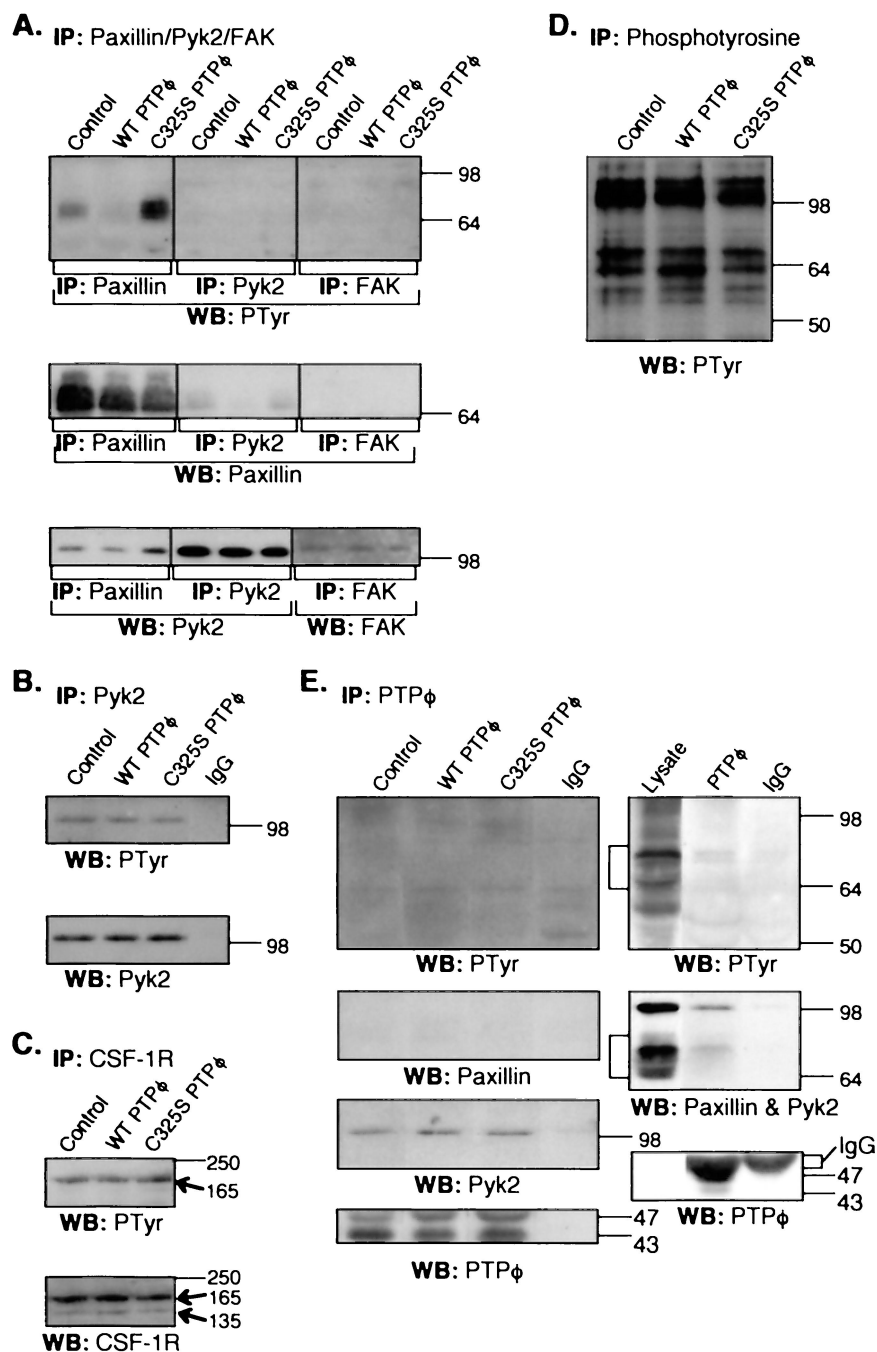 A. IP: Paxillin/Pyk2/FAK
Control WT PTPϕ C325S PTPϕ Control WT PTPϕ C325S PTPϕ Control WT PTPϕ C325S PTPϕ
98
64
IP: Paxillin IP: Pyk2 IP: FAK
WB: PTyr
64
IP: Paxillin IP: Pyk2 IP: FAK
WB: Paxillin
98
IP: Paxillin IP: Pyk2 IP: FAK
WB: Pyk2 WB: FAK
D. IP: Phosphotyrosine
Control WT PTPϕ C325S PTPϕ
98
64
50
WB: PTyr
B. IP: Pyk2
Control WT PTPϕ C325S PTPϕ IgG
98
WB: PTyr
98
WB: Pyk2
C. IP: CSF-1R
Control WT PTPϕ C325S PTPϕ
250
165
WB: PTyr
250
165
135
WB: CSF-1R
E. IP: PTPϕ
Control WT PTPϕ C325S PTPϕ IgG
WB: PTyr
WB: Paxillin
98
WB: Pyk2
47
43
WB: PTPϕ
Lysate PTPϕ IgG
98
64
50
WB: PTyr
98
64
WB: Paxillin & Pyk2
IgG
47
43
WB: PTPϕ